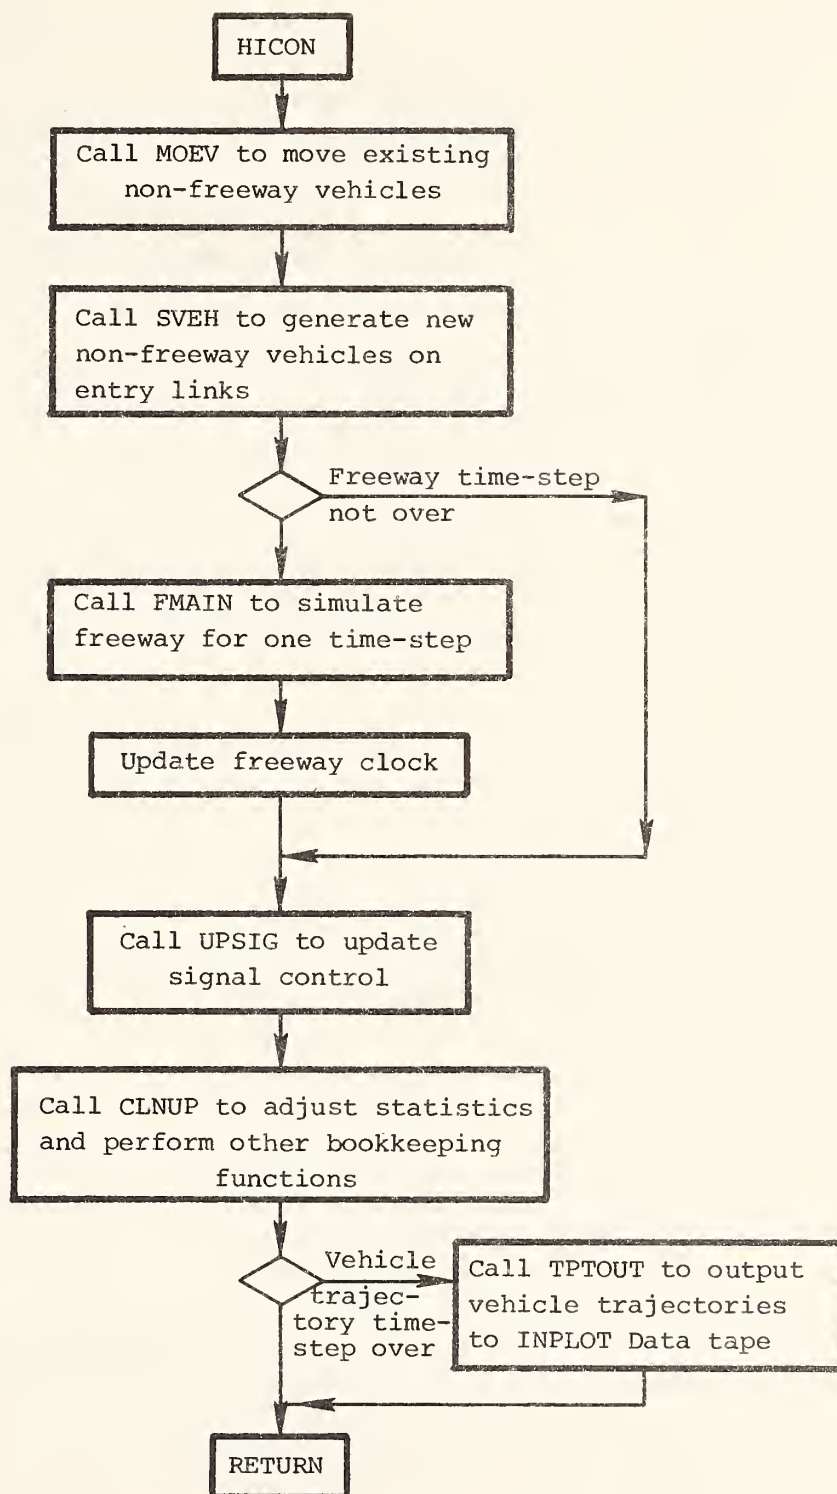 HICON
Call MOEV to move existing
non-freeway vehicles
Call SVEH to generate new
non-freeway vehicles on
entry links
Freeway time-step
not over
Call FMAIN to simulate
freeway for one time-step
Update freeway clock
Call UPSIG to update
signal control
Call CLNUP to adjust statistics
and perform other bookkeeping
functions
Vehicle
trajec-
tory time-
step over
Call TPTOUT to output
vehicle trajectories
to INPLOT Data tape
RETURN